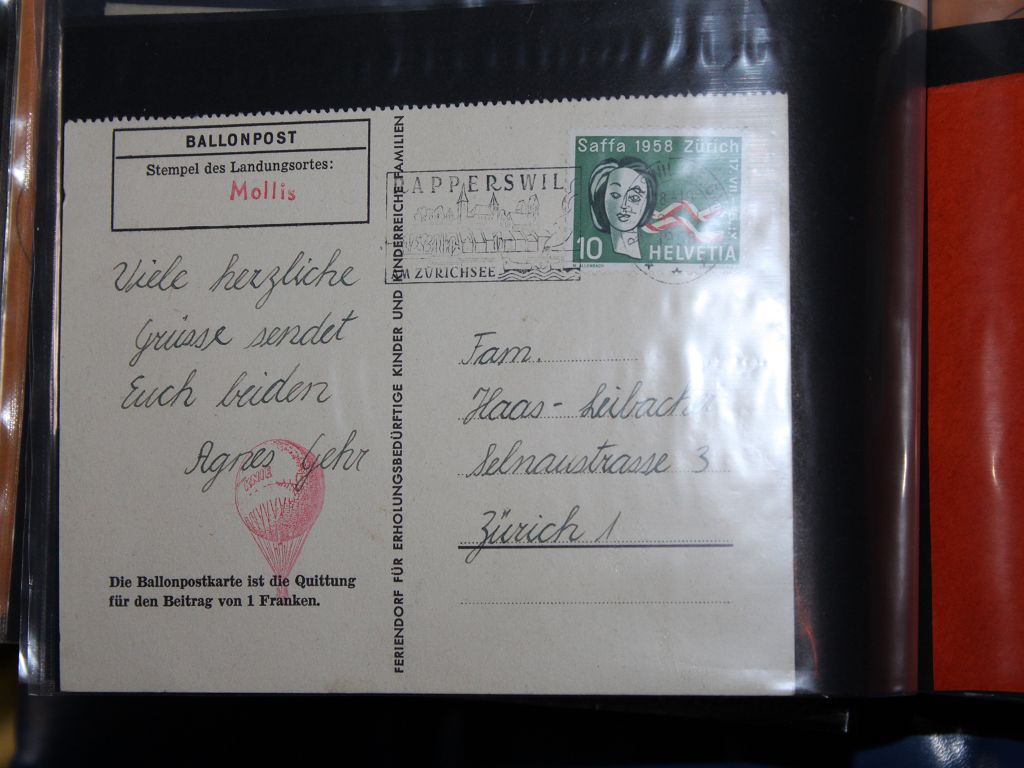 BALLONPOST
Stempel des Landungsortes:
Mollis
Viele herzliche
Grüsse sendet
Euch beiden
Agnes Gehr
Die Ballonpostkarte ist die Quittung
für den Beitrag von 1 Franken.
FERIENDORF FÜR ERHOLUNGSBEDÜRFTIGE KINDER UND KINDERREICHE FAMILIEN
RAPPERSWIL
AM ZÜRICHSEE
Saffa 1958 Zürich
10 HELVETIA
Fam.
Haas-Leibacher
Selnaustrasse 3
Zürich 1